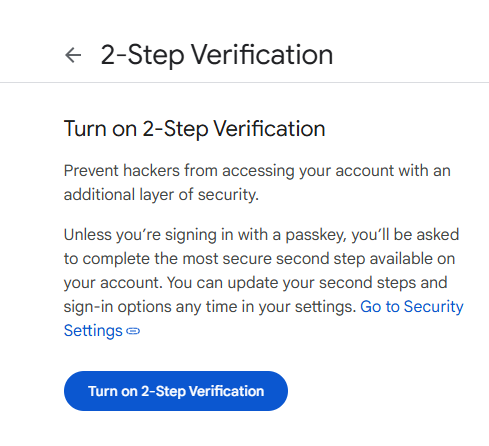 2-Step Verification
Turn on 2-Step Verification
Prevent hackers from accessing your account with an
additional layer of security.
Unless you’re signing in with a passkey, you’ll be asked
to complete the most secure second step available on
your account. You can update your second steps and
sign-in options any time in your settings. Go to Security
Settings
Turn on 2-Step Verification